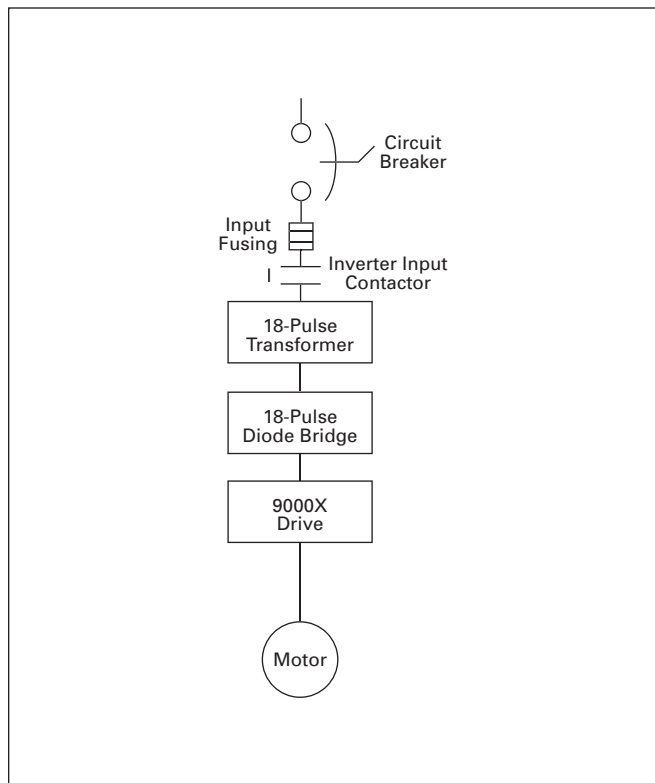 Circuit
Breaker
Input
Fusing
I
Inverter Input
Contactor
18-Pulse
Transformer
18-Pulse
Diode Bridge
9000X
Drive
Motor